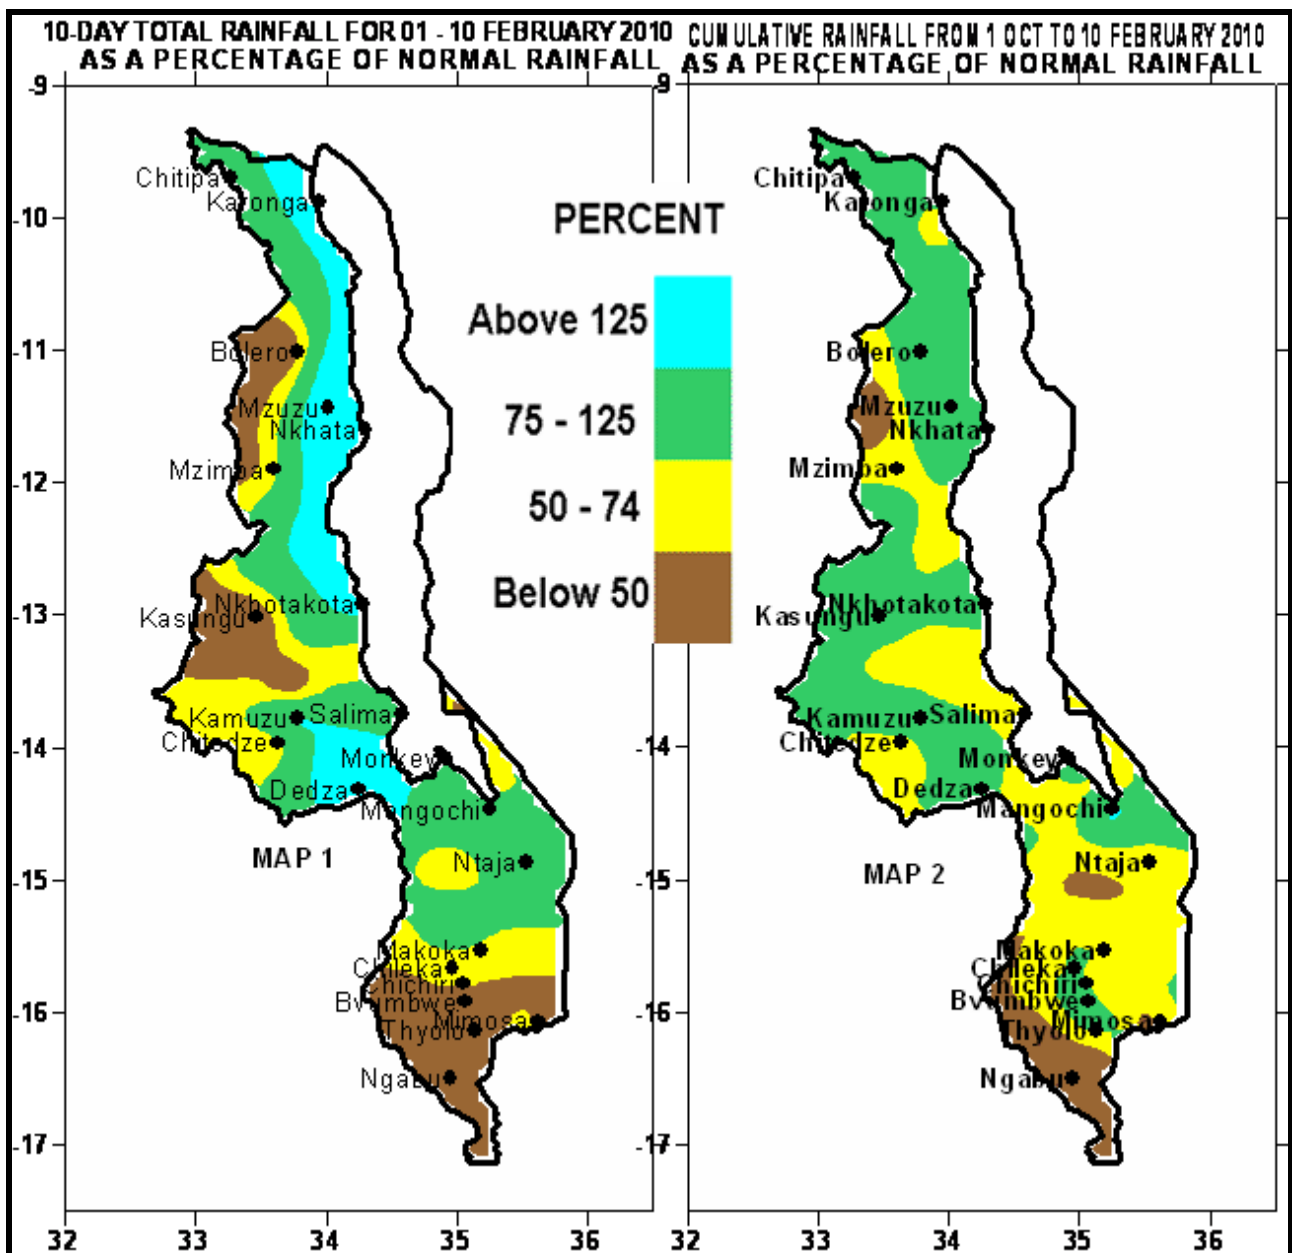 10-DAY TOTAL RAINFALL FOR 01 - 10 FEBRUARY 2010
AS A PERCENTAGE OF NORMAL RAINFALL
CUMULATIVE RAINFALL FROM 1 OCT TO 10 FEBRUARY 2010
AS A PERCENTAGE OF NORMAL RAINFALL
-9
-10
-11
-12
-13
-14
-15
-16
-17
32
33
34
35
36
Chitipa
Karonga
Bolero
Mzuzu
Nkhata
Mzimba
Nkhotakota
Kasungu
Kamuzu
Salima
Chitedze
Monkey
Dedza
Mangochi
MAP 1
Ntaja
Makoka
Chileka
Chichiri
Bvumbwe
Mimosa
Thyolo
Ngabu
PERCENT
Above 125
75 - 125
50 - 74
Below 50
-9
-10
-11
-12
-13
-14
-15
-16
-17
32
33
34
35
36
Chitipa
Karonga
Bolero
Mzuzu
Nkhata
Mzimba
Nkhotakota
Kasungu
Kamuzu
Salima
Chitedze
Monkey
Dedza
Mangochi
MAP 2
Ntaja
Makoka
Chileka
Chichiri
Bvumbwe
Mimosa
Thyolo
Ngabu